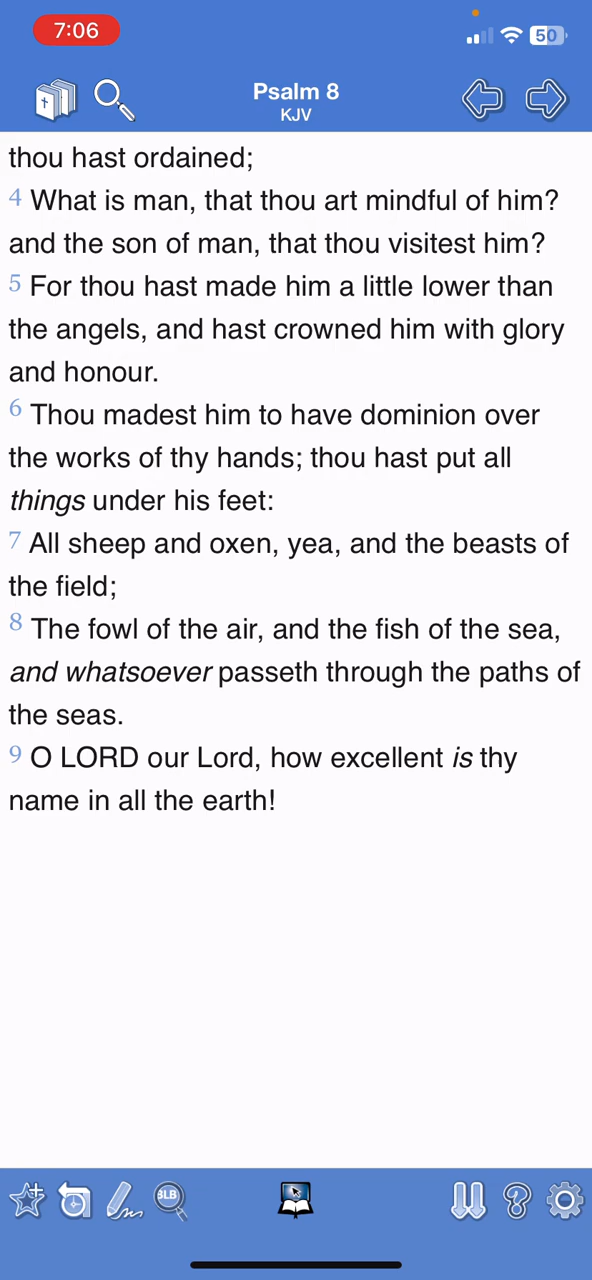 7:06
50
Psalm 8
KJV
thou hast ordained;
4 What is man, that thou art mindful of him?
and the son of man, that thou visitest him?
5 For thou hast made him a little lower than
the angels, and hast crowned him with glory
and honour.
6 Thou madest him to have dominion over
the works of thy hands; thou hast put all
things under his feet:
7 All sheep and oxen, yea, and the beasts of
the field;
8 The fowl of the air, and the fish of the sea,
and whatsoever passeth through the paths of
the seas.
9 O LORD our Lord, how excellent is thy
name in all the earth!
BLB